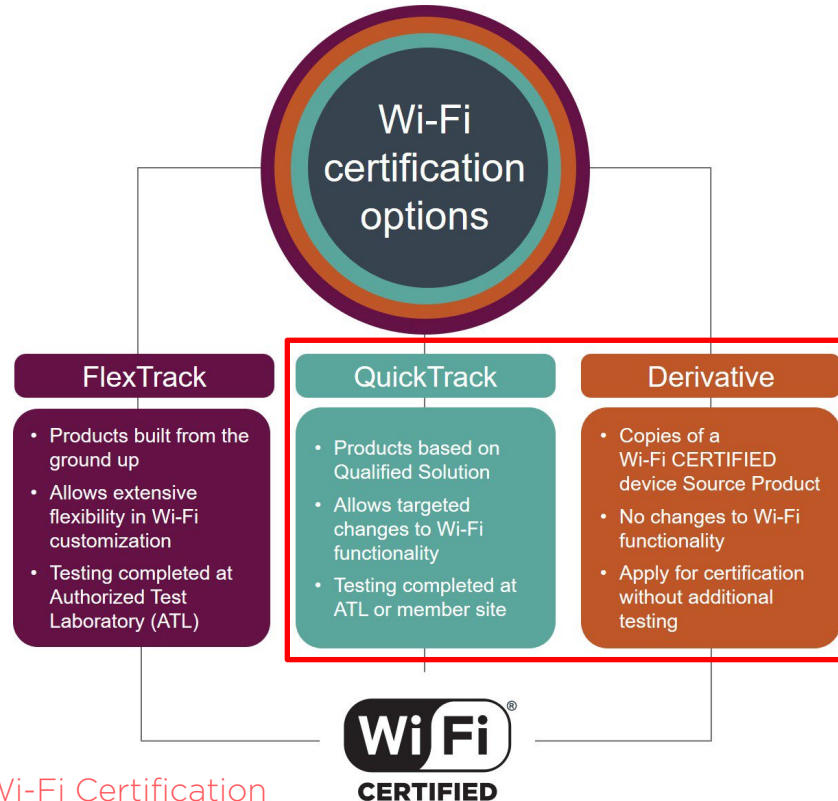 Wi-Fi
certification
options
FlexTrack
• Products built from the
ground up
• Allows extensive
flexibility in Wi-Fi
customization
• Testing completed at
Authorized Test
Laboratory (ATL)
QuickTrack
• Products based on
Qualified Solution
• Allows targeted
changes to Wi-Fi
functionality
• Testing completed at
ATL or member site
Derivative
• Copies of a
Wi-Fi CERTIFIED
device Source Product
• No changes to Wi-Fi
functionality
• Apply for certification
without additional
testing
Wi Fi®
CERTIFIED
Wi-Fi Certification